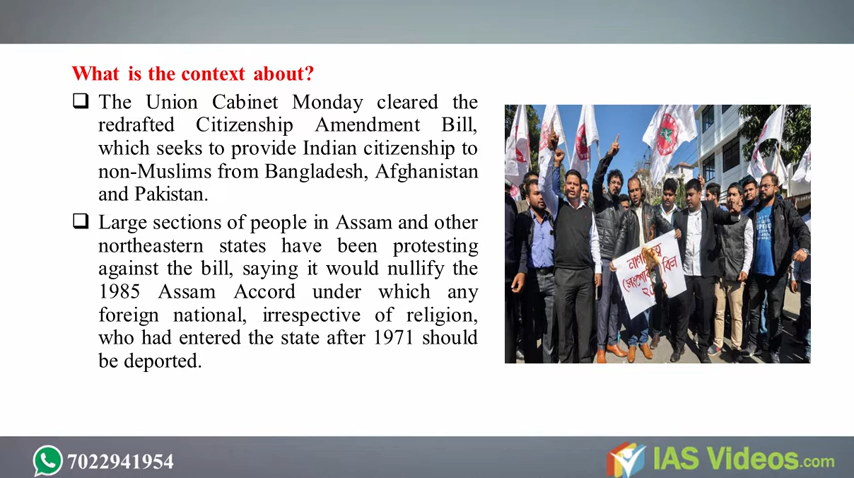 What is the context about?
❑ The Union Cabinet Monday cleared the
redrafted Citizenship Amendment Bill,
which seeks to provide Indian citizenship to
non-Muslims from Bangladesh, Afghanistan
and Pakistan.
❑ Large sections of people in Assam and other
northeastern states have been protesting
against the bill, saying it would nullify the
1985 Assam Accord under which any
foreign national, irrespective of religion,
who had entered the state after 1971 should
be deported.
বিল
7022941954
IAS Videos.com